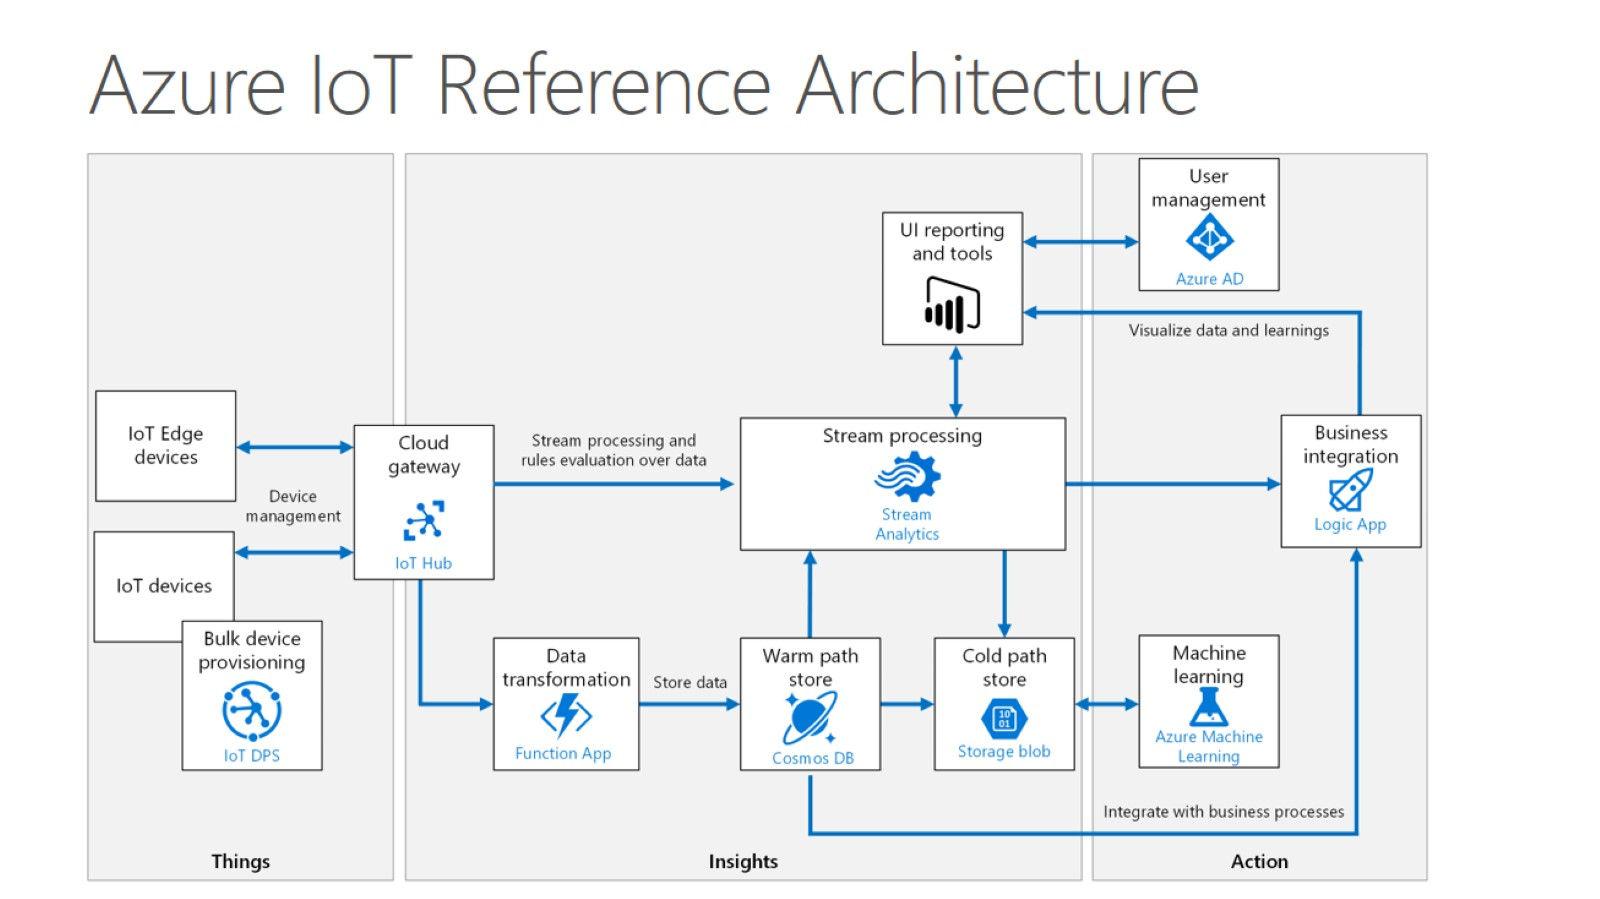 Azure IoT Reference Architecture
User
management
Azure AD
UI reporting
and tools
Visualize data and learnings
IoT Edge
devices
Device
management
IoT devices
Bulk device
provisioning
IoT DPS
Cloud
gateway
IoT Hub
Stream processing and
rules evaluation over data
Stream processing
Stream
Analytics
Business
integration
Logic App
Data
transformation
Function App
Store data
Warm path
store
Cosmos DB
Cold path
store
10
01
Storage blob
Machine
learning
Azure Machine
Learning
Integrate with business processes
Things
Insights
Action